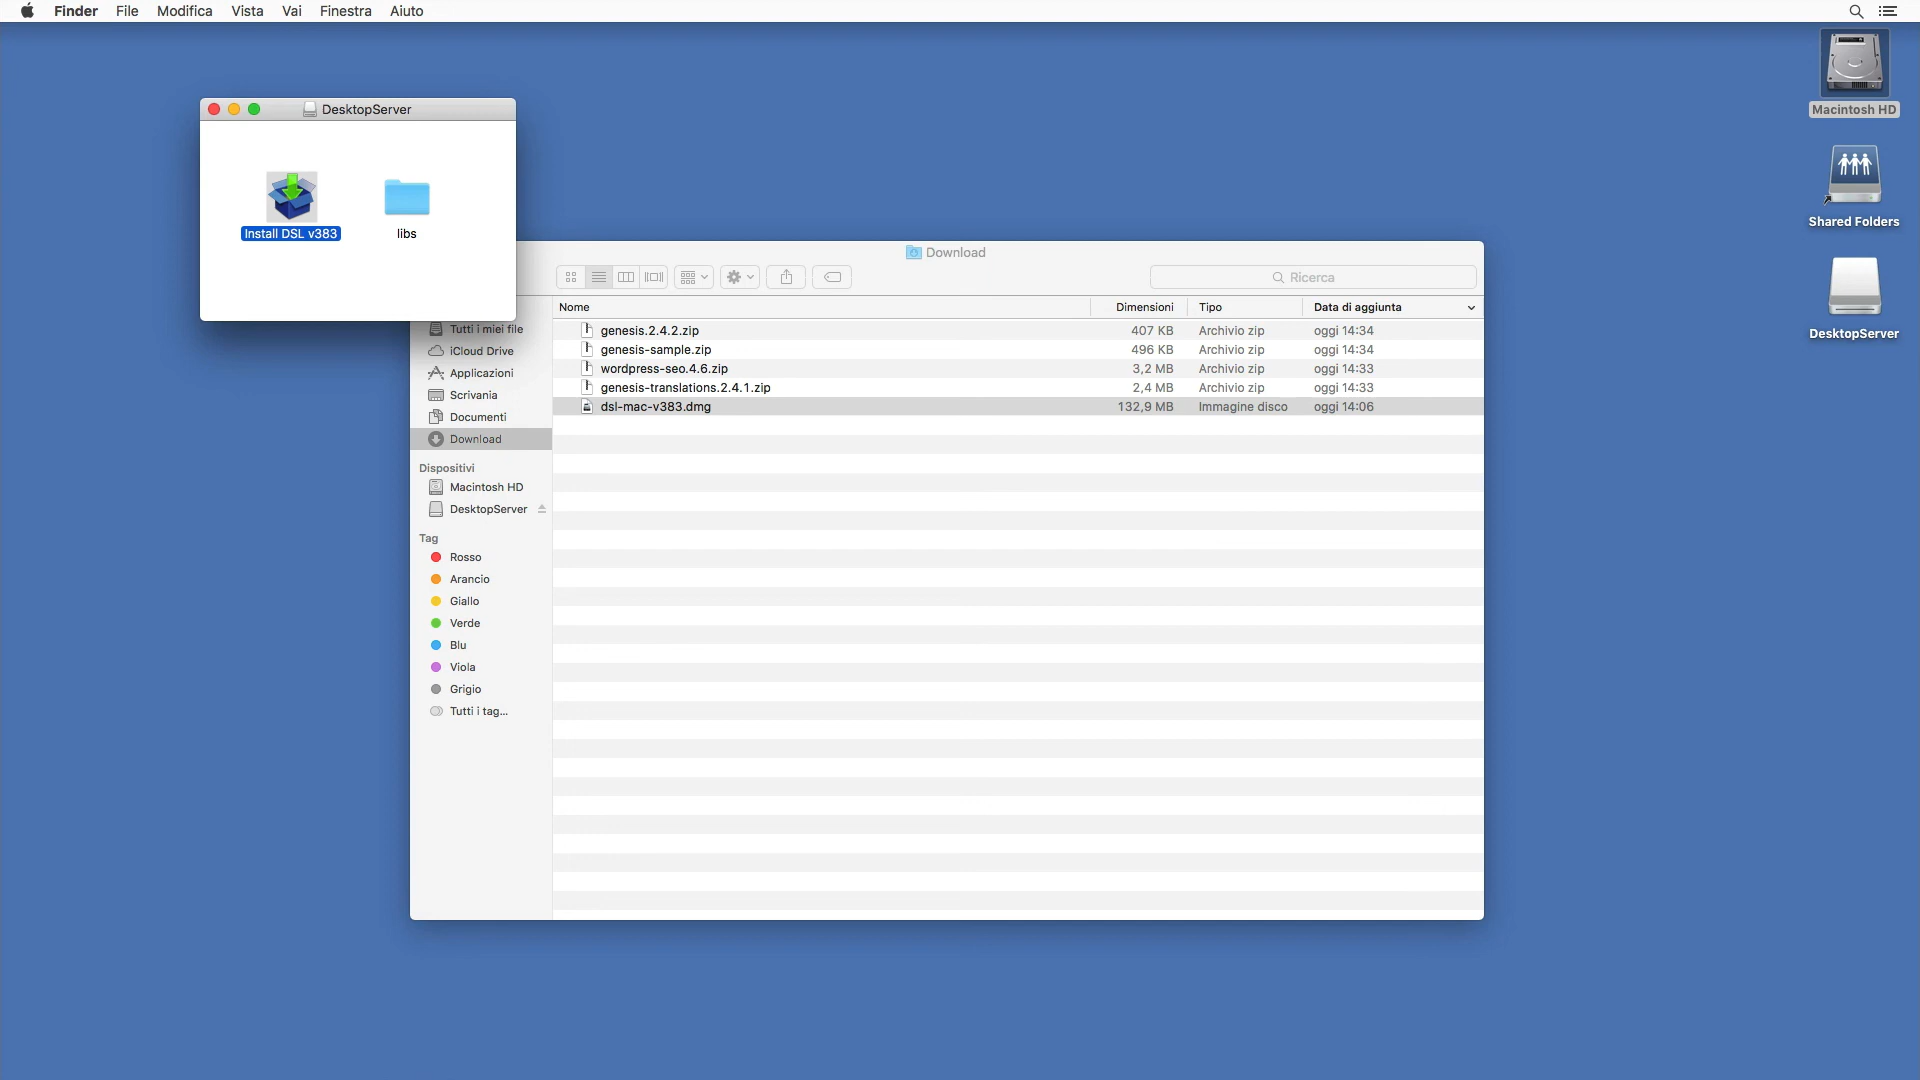 Finder File Modifica Vista Vai Finestra Aiuto
Macintosh HD
Shared Folders
DesktopServer
DesktopServer
Install DSL v383
libs
Download
Ricerca
Nome Dimensioni Tipo Data di aggiunta
genesis.2.4.2.zip 407 KB Archivio zip oggi 14:34
genesis-sample.zip 496 KB Archivio zip oggi 14:34
wordpress-seo.4.6.zip 3,2 MB Archivio zip oggi 14:33
genesis-translations.2.4.1.zip 2,4 MB Archivio zip oggi 14:33
dsl-mac-v383.dmg 132,9 MB Immagine disco oggi 14:06
Tutti i miei file
iCloud Drive
Applicazioni
Scrivania
Documenti
Download
Dispositivi
Macintosh HD
DesktopServer
Tag
Rosso
Arancio
Giallo
Verde
Blu
Viola
Grigio
Tutti i tag...